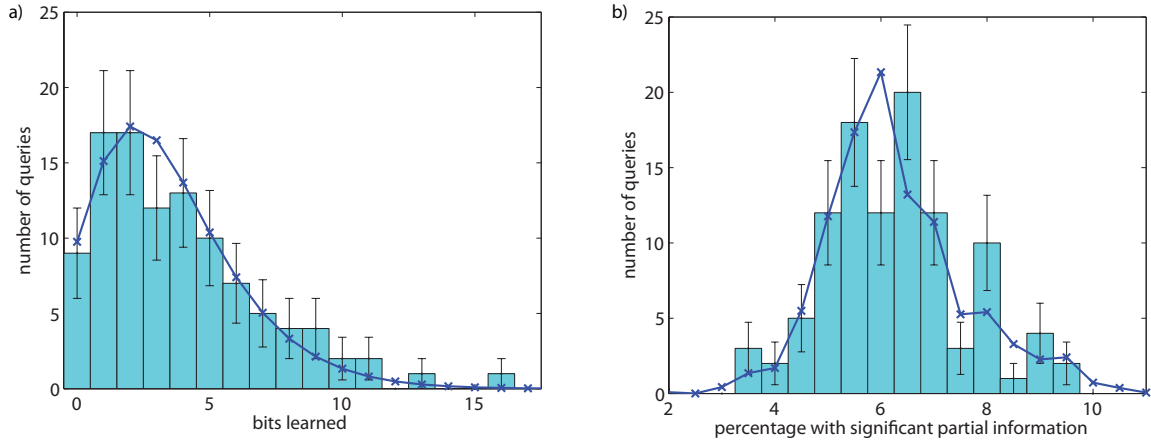 a)
25
20
15
10
5
0
number of queries
0 5 10 15
bits learned
b)
25
20
15
10
5
0
number of queries
2 4 6 8 10
percentage with significant partial information